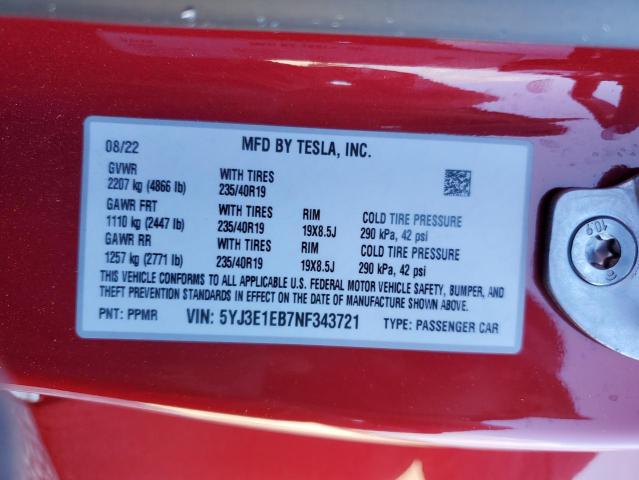 08/22 MFD BY TESLA, INC.
GVWR WITH TIRES
2207 kg (4866 lb) 235/40R19
GAWR FRT WITH TIRES RIM COLD TIRE PRESSURE
1110 kg (2447 lb) 235/40R19 19X8.5J 290 kPa, 42 psi
GAWR RR WITH TIRES RIM COLD TIRE PRESSURE
1257 kg (2771 lb) 235/40R19 19X8.5J 290 kPa, 42 psi
THIS VEHICLE CONFORMS TO ALL APPLICABLE U.S. FEDERAL MOTOR VEHICLE SAFETY, BUMPER, AND
THEFT PREVENTION STANDARDS IN EFFECT ON THE DATE OF MANUFACTURE SHOWN ABOVE.
PNT: PPMR VIN: 5YJ3E1EB7NF343721 TYPE: PASSENGER CAR
10.9